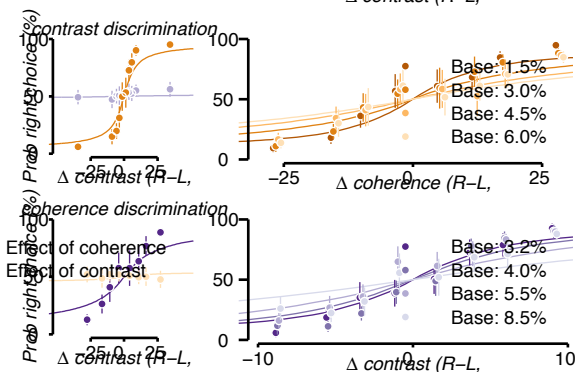 Δ contrast (R–L,
contrast discrimination
Prob right choice (%)
100
50
0
−25
0
25
Δ contrast (R–L,
100
50
0
Base: 1.5%
Base: 3.0%
Base: 4.5%
Base: 6.0%
−25
0
25
Δ coherence (R–L,
coherence discrimination
Prob right choice (%)
100
50
0
Effect of coherence
Effect of contrast
−25
0
25
Δ contrast (R–L,
100
50
0
Base: 3.2%
Base: 4.0%
Base: 5.5%
Base: 8.5%
−10
0
10
Δ contrast (R–L,